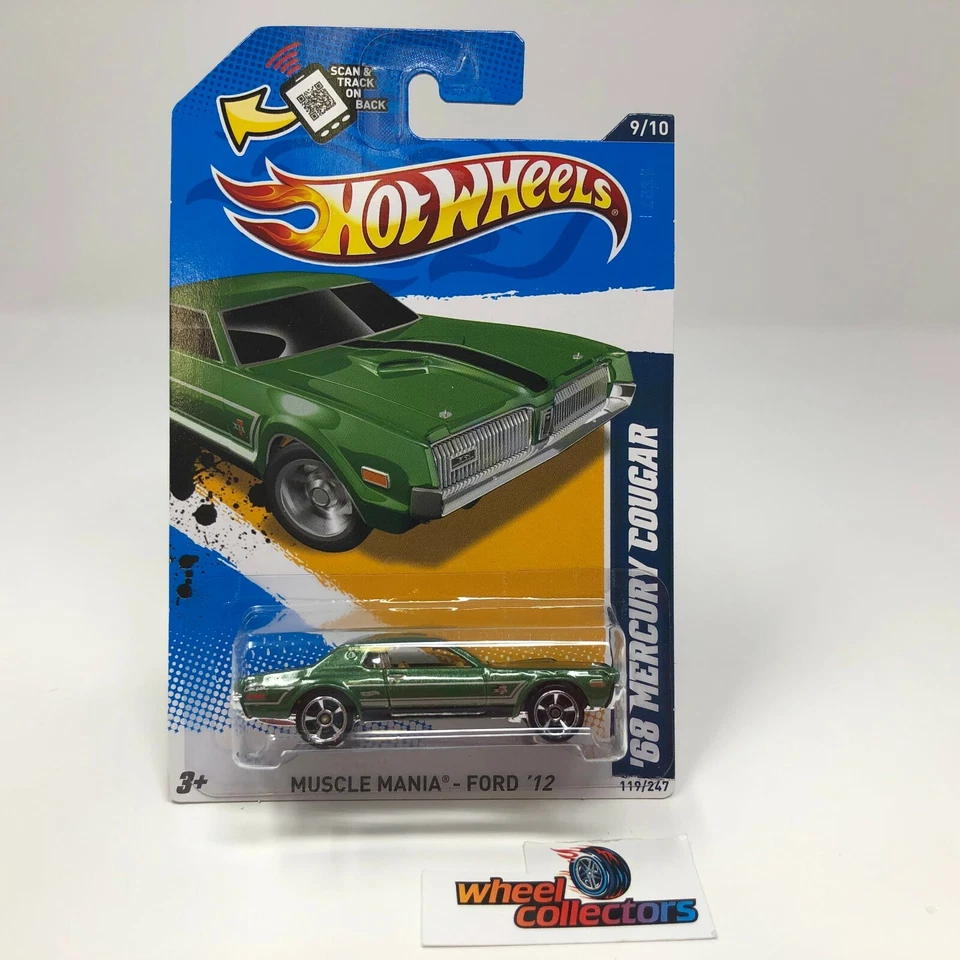 SCAN &
TRACK
ON
BACK
9/10
HOT WHEELS®
'68 MERCURY COUGAR
3+
MUSCLE MANIA® - FORD '12
119/247
wheel
collectors